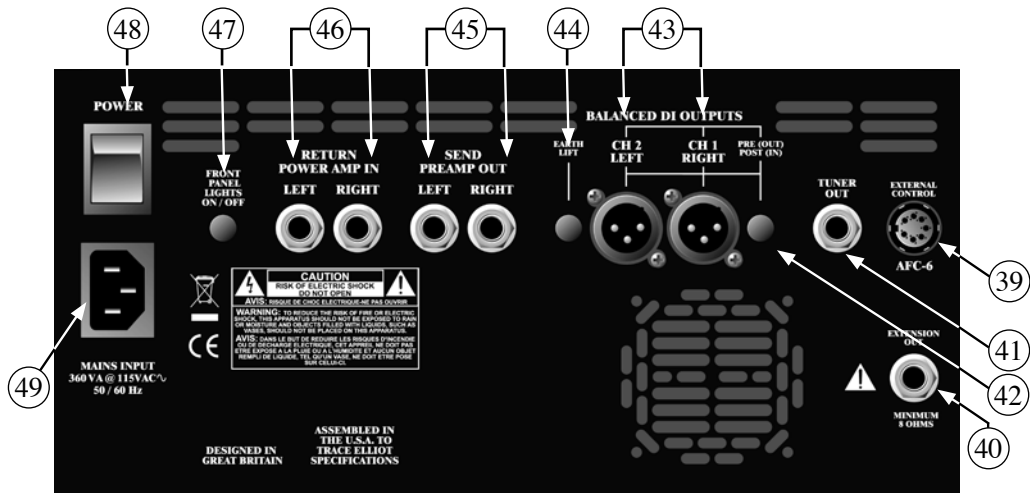 48
47
46
45
44
43
POWER
BALANCED DI OUTPUTS
FRONT
PANEL
LIGHTS
ON / OFF
RETURN
POWER AMP IN
LEFT RIGHT
SEND
PREAMP OUT
LEFT RIGHT
EARTH
LIFT
CH 2
LEFT
CH 1
RIGHT
PRE (OUT)
POST (IN)
TUNER
OUT
EXTERNAL
CONTROL
AFC-6
39
CAUTION
RISK OF ELECTRIC SHOCK
DO NOT OPEN
AVIS: RISQUE DE CHOC ELECTRIQUE-NE PAS OUVRIR
WARNING: TO REDUCE THE RISK OF FIRE OR ELECTRIC
SHOCK, THIS APPARATUS SHOULD NOT BE EXPOSED TO RAIN
OR MOISTURE AND OBJECTS FILLED WITH LIQUIDS, SUCH AS
VASES, SHOULD NOT BE PLACED ON THIS APPARATUS.
AVIS: DANS LE BUT DE REDUIRE LES RISQUES D'INCENDIE
OU DE DECHARGE ELECTRIQUE, CET APPREIL NE DOIT PAS
ETRE EXPOSE A LA PLUIE OU A L'HUMIDITE ET AUCUN OBJET
REMPLI DE LIQUIDE, TEL QU'UN VASE, NE DOIT ETRE POSE
SUR CELUI-CI.
CE
EXTENSION
OUT
41
42
MAINS INPUT
360 VA @ 115VAC∿
50 / 60 Hz
49
MINIMUM
8 OHMS
40
DESIGNED IN
GREAT BRITAIN
ASSEMBLED IN
THE U.S.A. TO
TRACE ELLIOT
SPECIFICATIONS